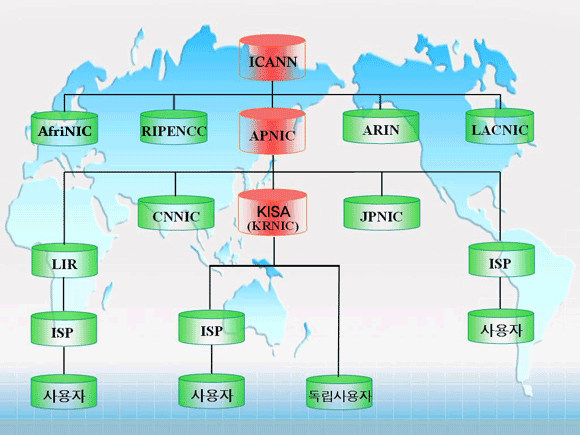 ICANN
AfriNIC
RIPENCC
APNIC
ARIN
LACNIC
CNNIC
KISA
(KRNIC)
JPNIC
LIR
ISP
ISP
ISP
사용자
사용자
사용자
독립사용자